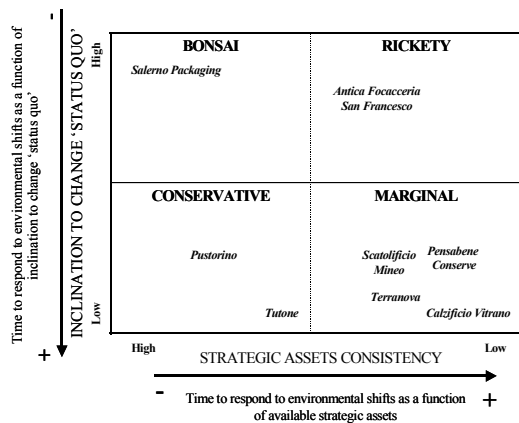 -
Time to respond to environmental shifts as a function of
inclination to change ‘status quo’
+
INCLINATION TO CHANGE ‘STATUS QUO’
High
Low
BONSAI
RICKETY
Salerno Packaging
Antica Focacceria
San Francesco
CONSERVATIVE
MARGINAL
Pustorino
Scatolificio
Mineo
Pensabene
Conserve
Terranova
Tutone
Calzificio Vitrano
High
STRATEGIC ASSETS CONSISTENCY
Low
-
Time to respond to environmental shifts as a function
of available strategic assets
+